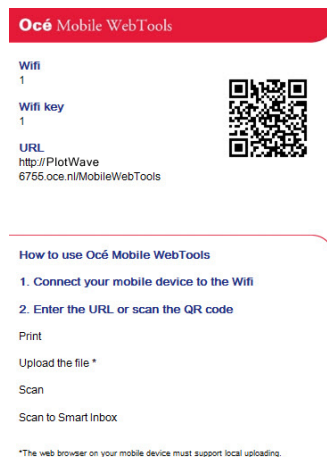 Océ Mobile WebTools
Wifi
1
Wifi key
1
URL
http://PlotWave
6755.oce.nl/MobileWebTools
How to use Océ Mobile WebTools
1. Connect your mobile device to the Wifi
2. Enter the URL or scan the QR code
Print
Upload the file *
Scan
Scan to Smart Inbox
*The web browser on your mobile device must support local uploading.